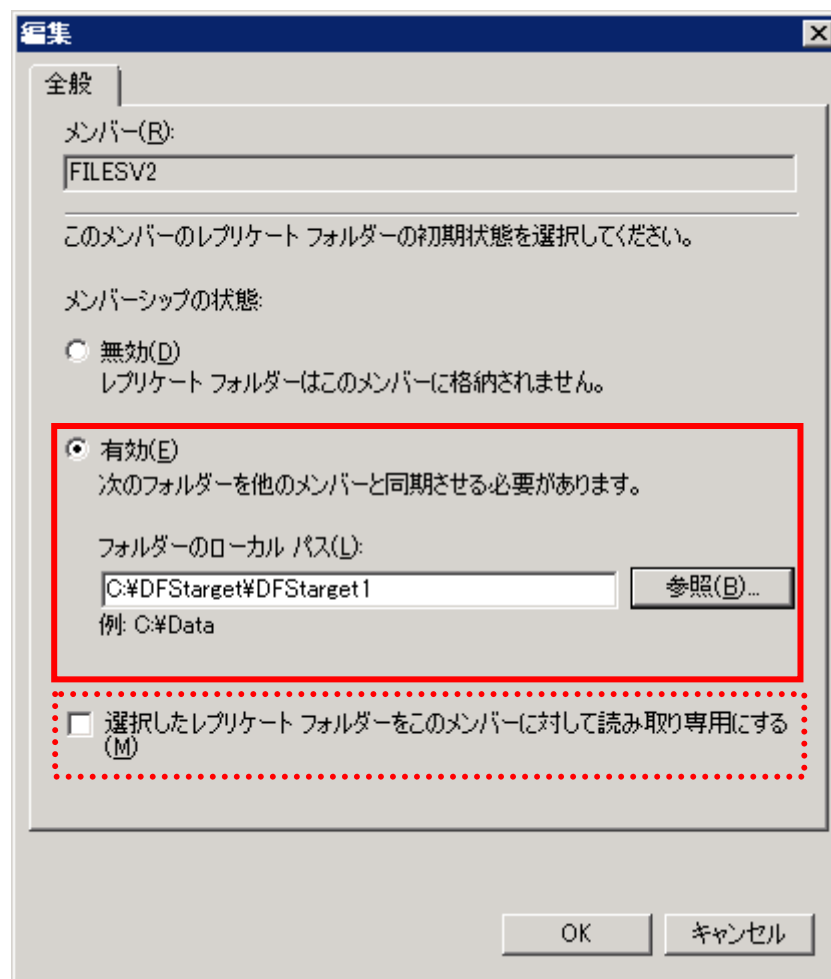 編集
全般
メンバー(R):
FILESV2
このメンバーのレプリケート フォルダーの初期状態を選択してください。
メンバーシップの状態:
無効(D)
レプリケート フォルダーはこのメンバーに格納されません。
有効(E)
次のフォルダーを他のメンバーと同期させる必要があります。
フォルダーのローカル パス(L):
C:¥DFStarget¥DFStarget1
参照(B)...
例: C:¥Data
選択したレプリケート フォルダーをこのメンバーに対して読み取り専用にする
(M)
OK
キャンセル